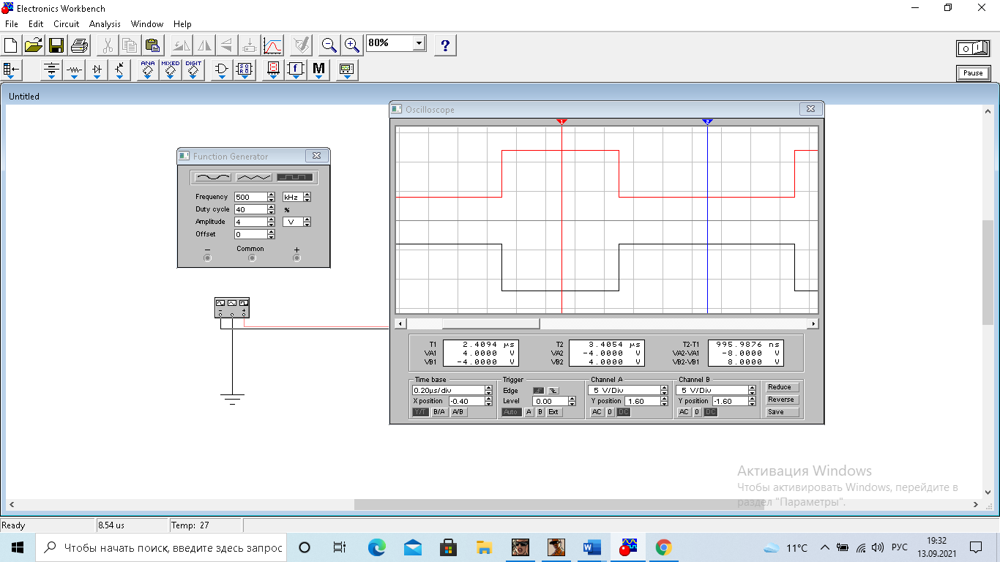 Electronics Workbench
File Edit Circuit Analysis Window Help
80% ?
O I
ANA MIXED DIGIT
f M
Pause
Untitled
Oscilloscope
1 2
Function Generator
Frequency 500 kHz
Duty cycle 40 %
Amplitude 4 V
Offset 0
− Common +
− +
T1 2.4094 µs
VA1 4.0000 V
VB1 -4.0000 V
T2 3.4054 µs
VA2 -4.0000 V
VB2 4.0000 V
T2-T1 995.9876 ns
VA2-VA1 -8.0000 V
VB2-VB1 8.0000 V
Time base
0.20µs/div
X position -0.40
Y/T B/A A/B
Trigger
Edge
Level 0.00
Auto A B Ext
Channel A
5 V/Div
Y position 1.60
AC 0 DC
Channel B
5 V/Div
Y position -1.60
AC 0 DC
Reduce
Reverse
Save
Активация Windows
Чтобы активировать Windows, перейдите в
раздел "Параметры".
Ready 8.54 us Temp: 27
Чтобы начать поиск, введите здесь запрос
W
11°C
РУС
19:32
13.09.2021